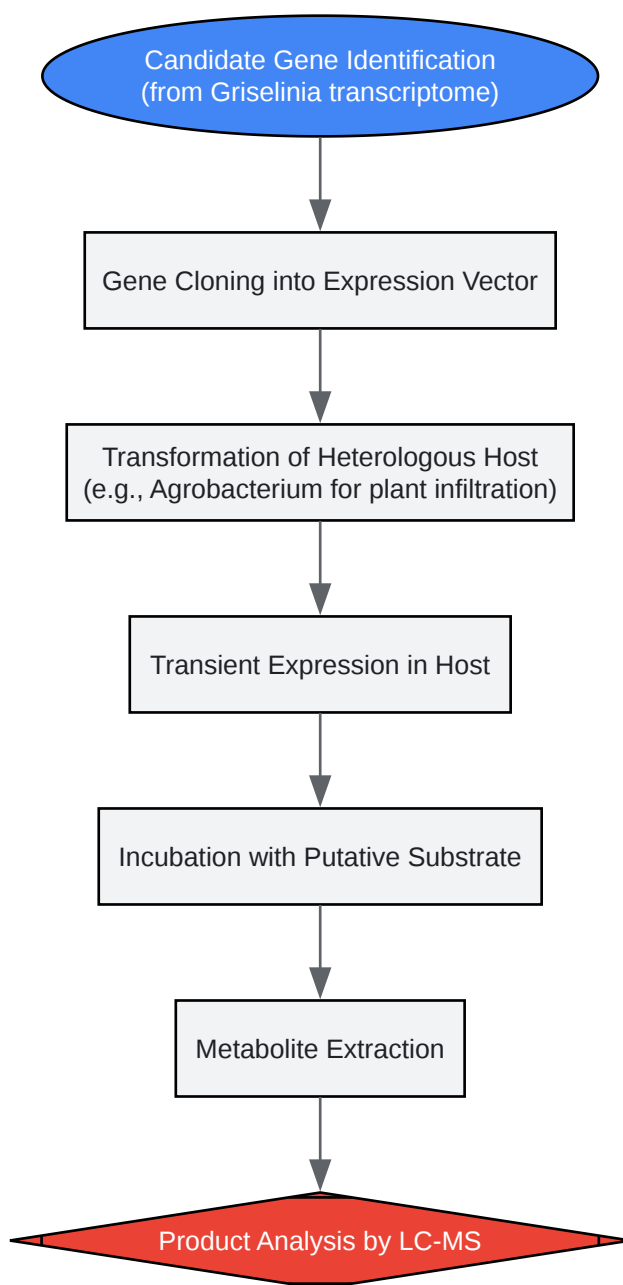 Candidate Gene Identification
(from Griselinia transcriptome)
Gene Cloning into Expression Vector
Transformation of Heterologous Host
(e.g., Agrobacterium for plant infiltration)
Transient Expression in Host
Incubation with Putative Substrate
Metabolite Extraction
Product Analysis by LC-MS